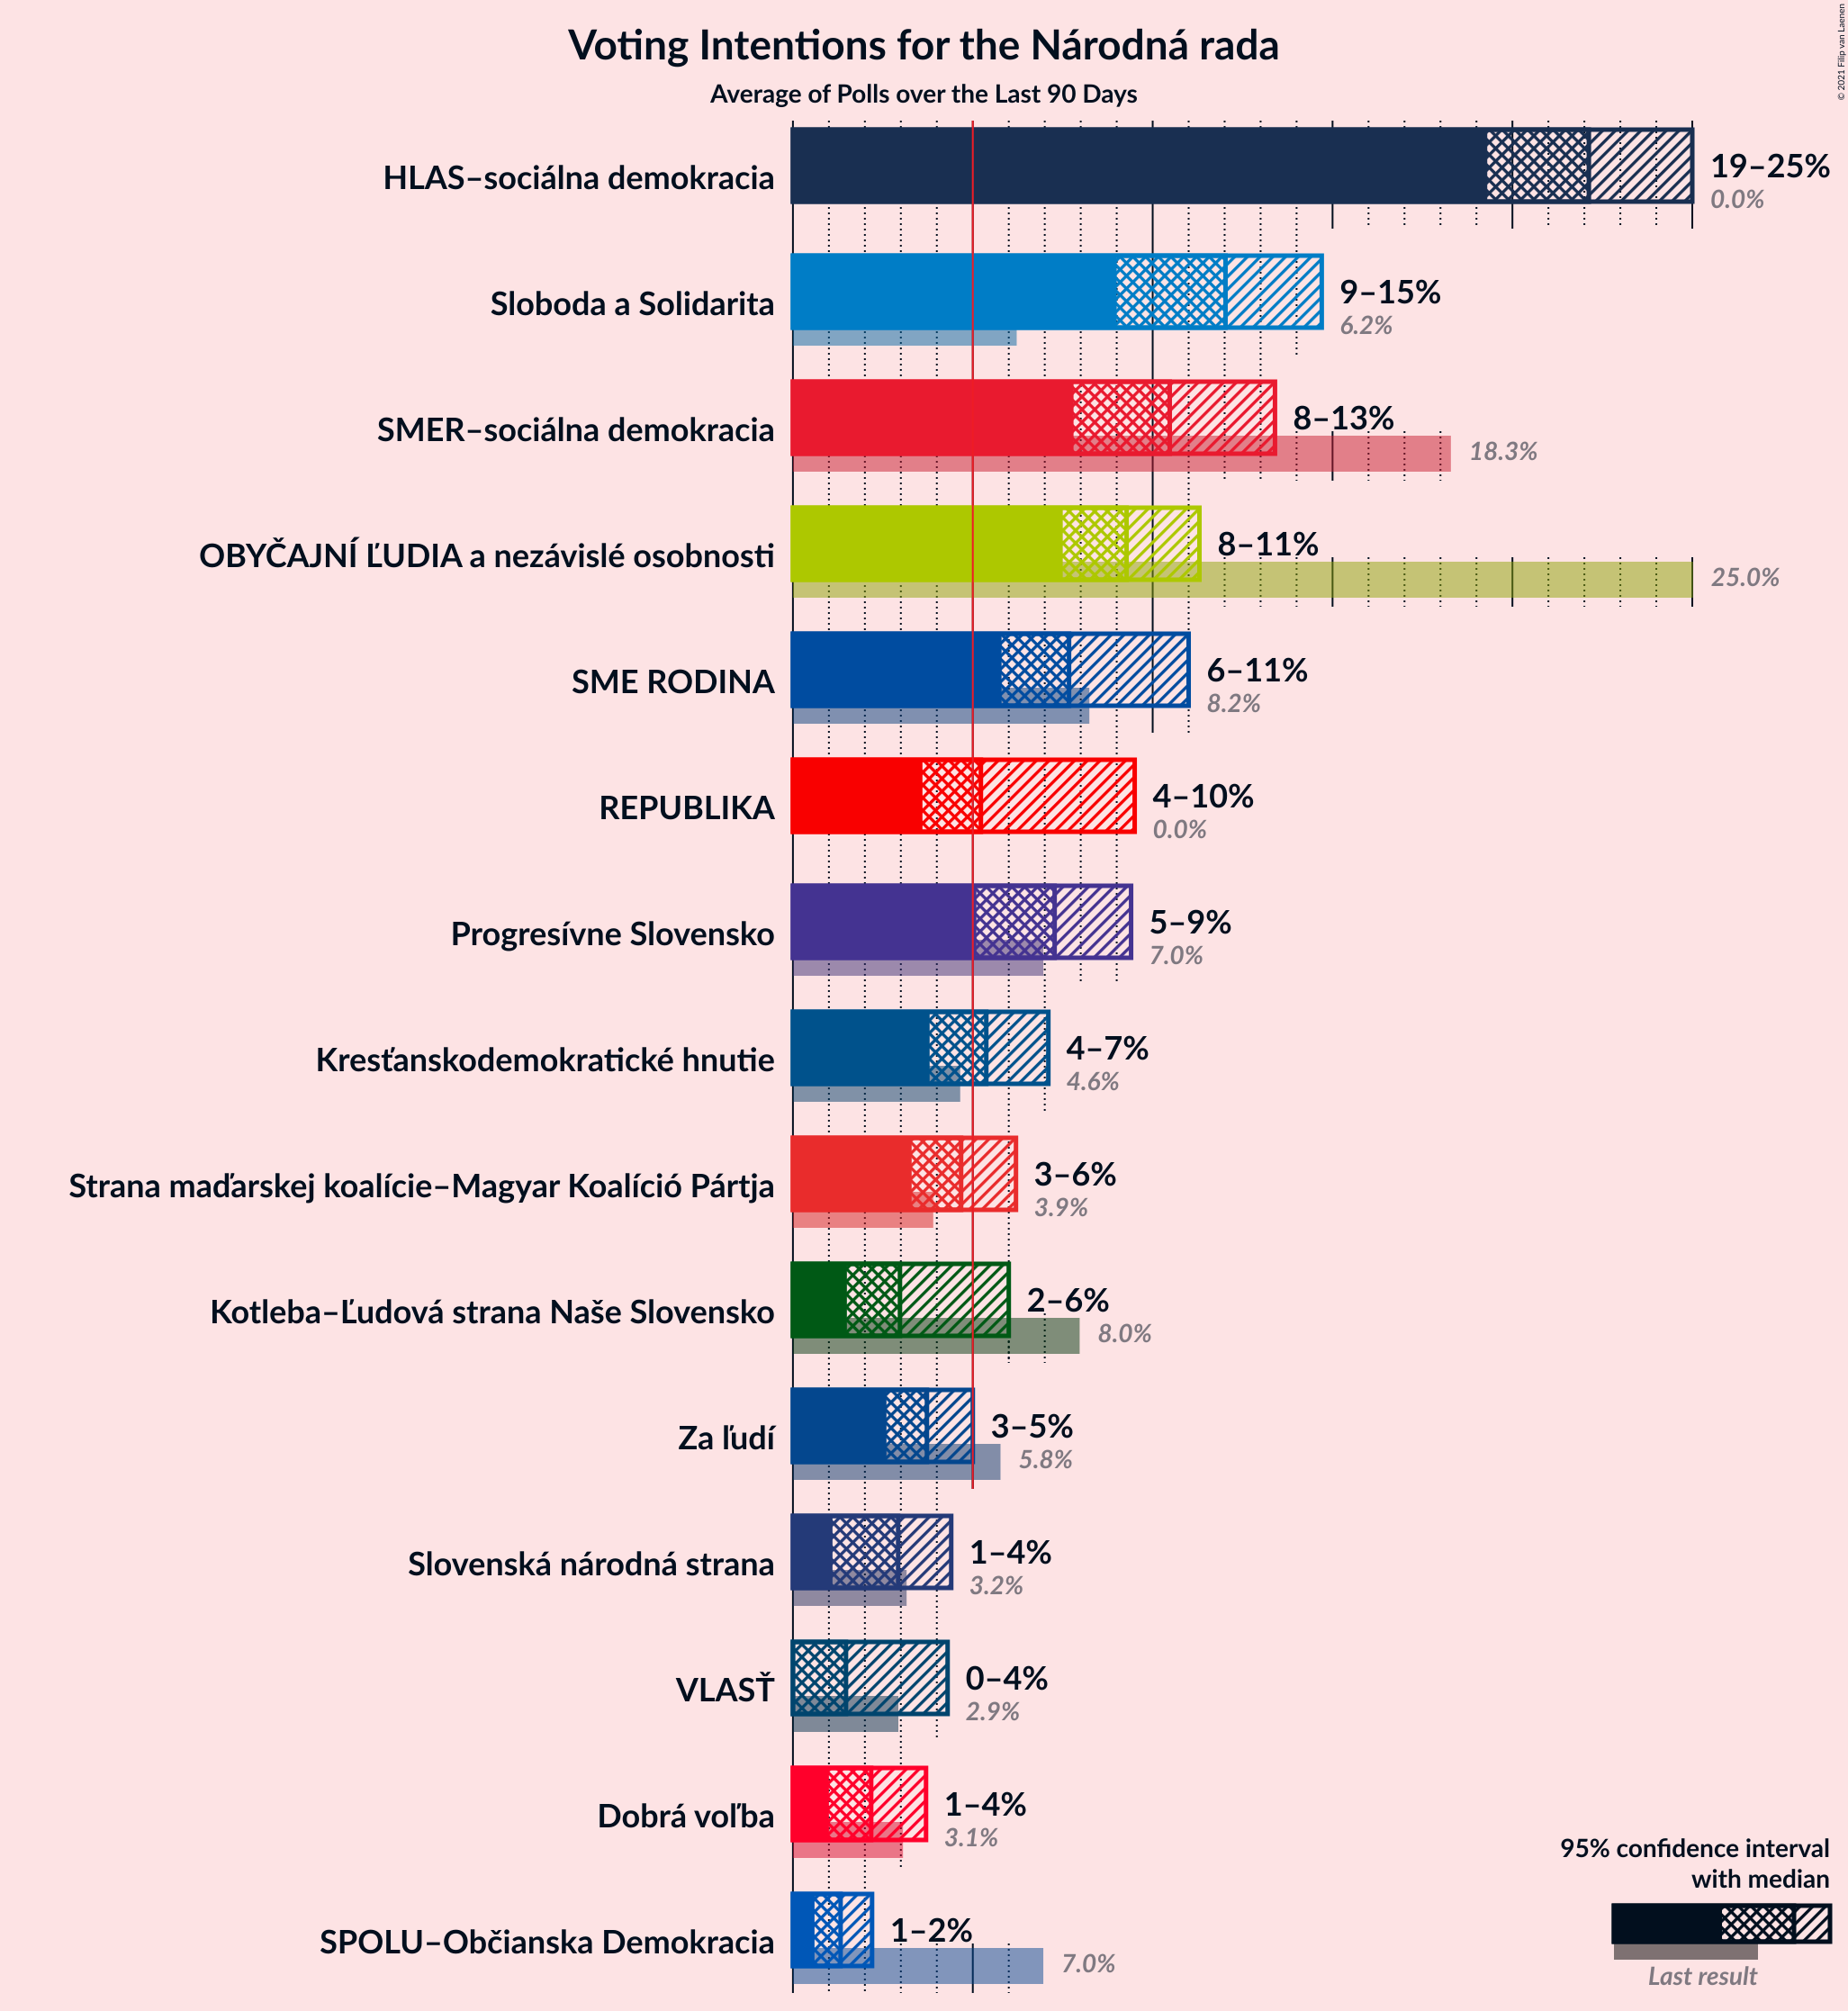 Voting Intentions for the Národná rada
Average of Polls over the Last 90 Days
© 2021 Filip van Laenen
HLAS–sociálna demokracia
19–25%
0.0%
Sloboda a Solidarita
9–15%
6.2%
SMER–sociálna demokracia
8–13%
18.3%
OBYČAJNÍ ĽUDIA a nezávislé osobnosti
8–11%
25.0%
SME RODINA
6–11%
8.2%
REPUBLIKA
4–10%
0.0%
Progresívne Slovensko
5–9%
7.0%
Kresťanskodemokratické hnutie
4–7%
4.6%
Strana maďarskej koalície–Magyar Koalíció Pártja
3–6%
3.9%
Kotleba–Ľudová strana Naše Slovensko
2–6%
8.0%
Za ľudí
3–5%
5.8%
Slovenská národná strana
1–4%
3.2%
VLASŤ
0–4%
2.9%
Dobrá voľba
1–4%
3.1%
SPOLU–Občianska Demokracia
1–2%
7.0%
95% confidence interval
with median
Last result